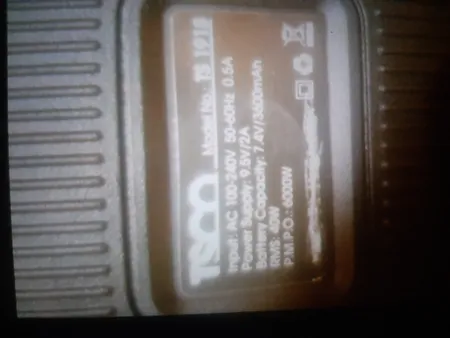 TSCO Model No.: TS 1918
Input: AC 100-240V 50-60Hz 0.5A
Power Supply: 9.5V/2A
Battery Capacity: 7.4V/3600mAh
RMS: 40W
P.M.P.O.: 6000W